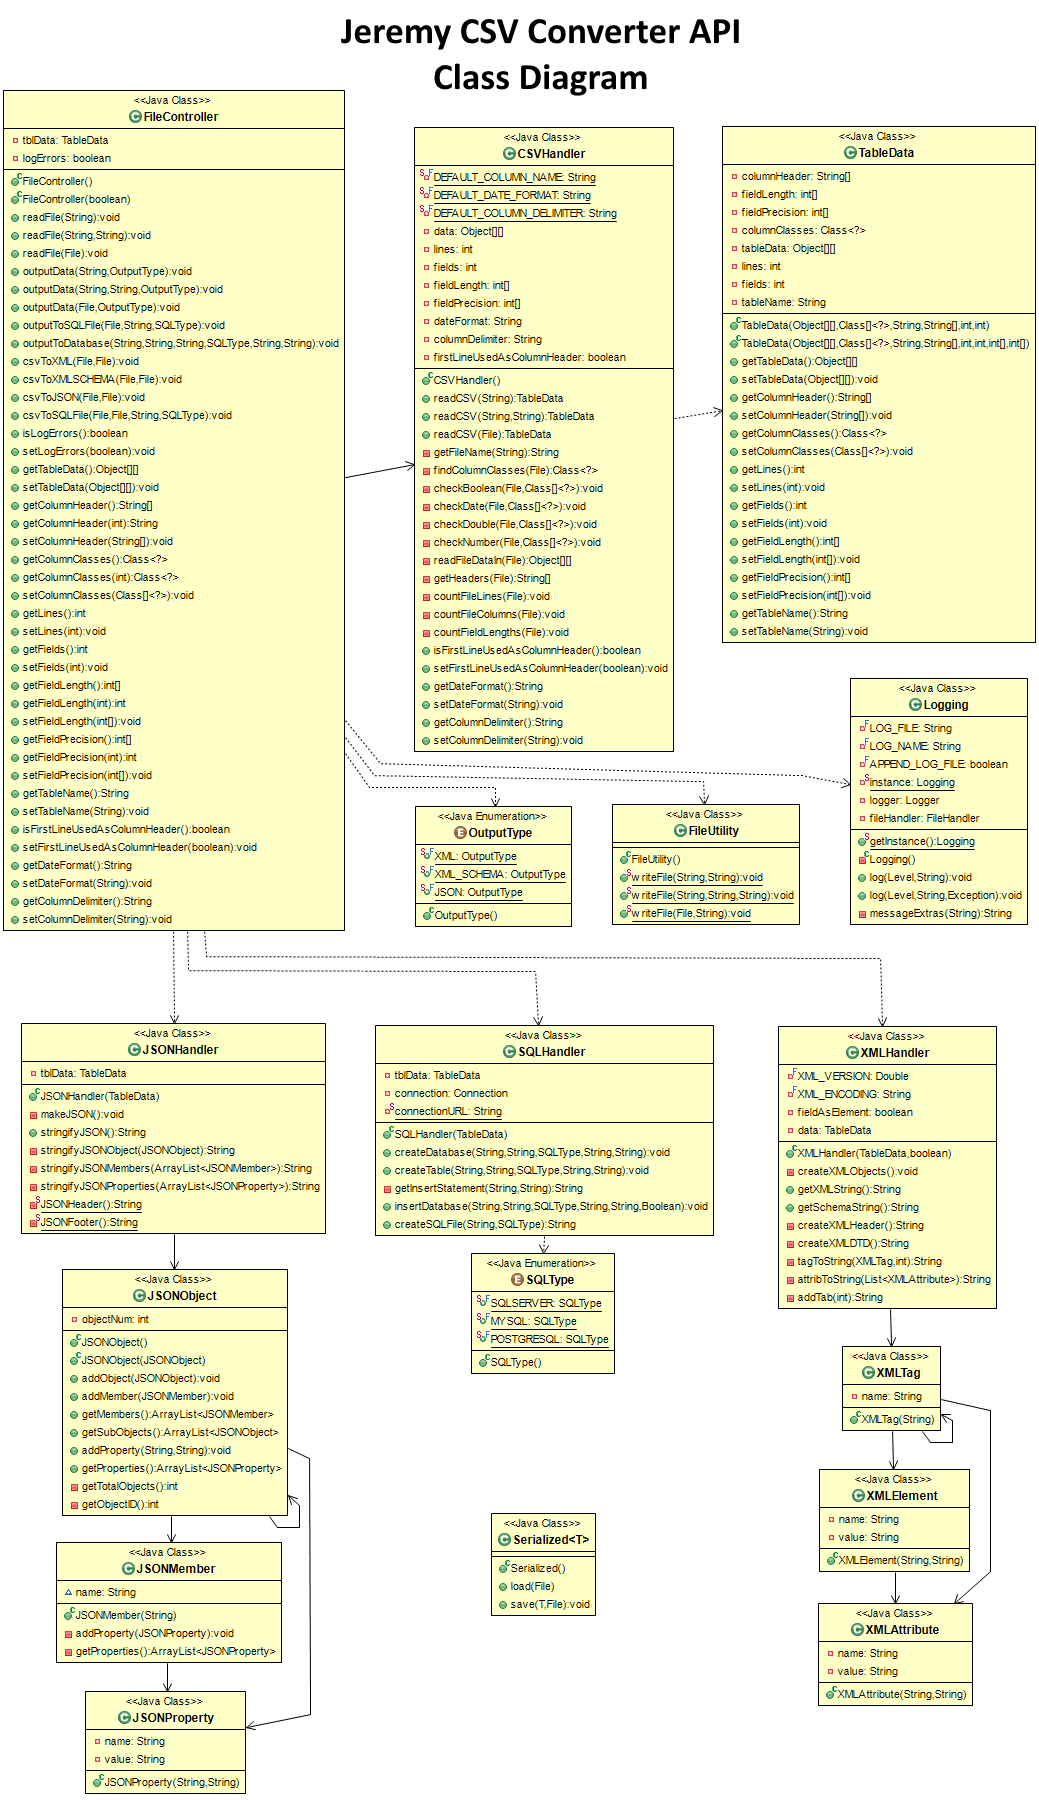 Jeremy CSV Converter API
Class Diagram
<<Java Class>>
FileController
tblData: TableData
logErrors: boolean
FileController()
FileController(boolean)
readFile(String):void
readFile(String,String):void
readFile(File):void
outputData(String,OutputType):void
outputData(String,String,OutputType):void
outputData(File,OutputType):void
outputToSQLFile(File,String,SQLType):void
outputToDatabase(String,String,String,SQLType,String,String):void
csvToXML(File,File):void
csvToXMLSCHEMA(File,File):void
csvToJSON(File,File):void
csvToSQLFile(File,File,String,SQLType):void
isLogErrors():boolean
setLogErrors(boolean):void
getTableData():Object[][]
setTableData(Object[][]):void
getColumnHeader():String[]
getColumnHeader(int):String
setColumnHeader(String[]):void
getColumnClasses():Class<?>
getColumnClasses(int):Class<?>
setColumnClasses(Class[]<?>):void
getLines():int
setLines(int):void
getFields():int
setFields(int):void
getFieldLength():int[]
getFieldLength(int):int
setFieldLength(int[]):void
getFieldPrecision():int[]
getFieldPrecision(int):int
setFieldPrecision(int[]):void
getTableName():String
setTableName(String):void
isFirstLineUsedAsColumnHeader():boolean
setFirstLineUsedAsColumnHeader(boolean):void
getDateFormat():String
setDateFormat(String):void
getColumnDelimiter():String
setColumnDelimiter(String):void
<<Java Class>>
CSVHandler
DEFAULT_COLUMN_NAME: String
DEFAULT_DATE_FORMAT: String
DEFAULT_COLUMN_DELIMITER: String
data: Object[][]
lines: int
fields: int
fieldLength: int[]
fieldPrecision: int[]
dateFormat: String
columnDelimiter: String
firstLineUsedAsColumnHeader: boolean
CSVHandler()
readCSV(String):TableData
readCSV(String,String):TableData
readCSV(File):TableData
getFileName(String):String
findColumnClasses(File):Class<?>
checkBoolean(File,Class[]<?>):void
checkDate(File,Class[]<?>):void
checkDouble(File,Class[]<?>):void
checkNumber(File,Class[]<?>):void
readFileDataIn(File):Object[][]
getHeaders(File):String[]
countFileLines(File):void
countFileColumns(File):void
countFieldLengths(File):void
isFirstLineUsedAsColumnHeader():boolean
setFirstLineUsedAsColumnHeader(boolean):void
getDateFormat():String
setDateFormat(String):void
getColumnDelimiter():String
setColumnDelimiter(String):void
<<Java Class>>
TableData
columnHeader: String[]
fieldLength: int[]
fieldPrecision: int[]
columnClasses: Class<?>
tableData: Object[][]
lines: int
fields: int
tableName: String
TableData(Object[][],Class[]<?>,String,String[],int,int)
TableData(Object[][],Class[]<?>,String,String[],int,int,int[],int[])
getTableData():Object[][]
setTableData(Object[][]):void
getColumnHeader():String[]
setColumnHeader(String[]):void
getColumnClasses():Class<?>
setColumnClasses(Class[]<?>):void
getLines():int
setLines(int):void
getFields():int
setFields(int):void
getFieldLength():int[]
setFieldLength(int[]):void
getFieldPrecision():int[]
setFieldPrecision(int[]):void
getTableName():String
setTableName(String):void
<<Java Class>>
Logging
LOG_FILE: String
LOG_NAME: String
APPEND_LOG_FILE: boolean
instance: Logging
logger: Logger
fileHandler: FileHandler
getInstance():Logging
Logging()
log(Level,String):void
log(Level,String,Exception):void
messageExtras(String):String
<<Java Enumeration>>
OutputType
XML: OutputType
XML_SCHEMA: OutputType
JSON: OutputType
OutputType()
<<Java Class>>
FileUtility
FileUtility()
writeFile(String,String):void
writeFile(String,String,String):void
writeFile(File,String):void
<<Java Class>>
JSONHandler
tblData: TableData
JSONHandler(TableData)
makeJSON():void
stringifyJSON():String
stringifyJSONObject(JSONObject):String
stringifyJSONMembers(ArrayList<JSONMember>):String
stringifyJSONProperties(ArrayList<JSONProperty>):String
JSONHeader():String
JSONFooter():String
<<Java Class>>
SQLHandler
tblData: TableData
connection: Connection
connectionURL: String
SQLHandler(TableData)
createDatabase(String,String,SQLType,String,String):void
createTable(String,String,SQLType,String,String):void
getInsertStatement(String,String):String
insertDatabase(String,String,SQLType,String,String,Boolean):void
createSQLFile(String,SQLType):String
<<Java Class>>
XMLHandler
XML_VERSION: Double
XML_ENCODING: String
fieldAsElement: boolean
data: TableData
XMLHandler(TableData,boolean)
createXMLObjects():void
getXMLString():String
getSchemaString():String
createXMLHeader():String
createXMLDTD():String
tagToString(XMLTag,int):String
attribToString(List<XMLAttribute>):String
addTab(int):String
<<Java Enumeration>>
SQLType
SQLSERVER: SQLType
MYSQL: SQLType
POSTGRESQL: SQLType
SQLType()
<<Java Class>>
JSONObject
objectNum: int
JSONObject()
JSONObject(JSONObject)
addObject(JSONObject):void
addMember(JSONMember):void
getMembers():ArrayList<JSONMember>
getSubObjects():ArrayList<JSONObject>
addProperty(String,String):void
getProperties():ArrayList<JSONProperty>
getTotalObjects():int
getObjectID():int
<<Java Class>>
XMLTag
name: String
XMLTag(String)
<<Java Class>>
XMLElement
name: String
value: String
XMLElement(String,String)
<<Java Class>>
Serialized<T>
Serialized()
load(File)
save(T,File):void
<<Java Class>>
JSONMember
name: String
JSONMember(String)
addProperty(JSONProperty):void
getProperties():ArrayList<JSONProperty>
<<Java Class>>
XMLAttribute
name: String
value: String
XMLAttribute(String,String)
<<Java Class>>
JSONProperty
name: String
value: String
JSONProperty(String,String)